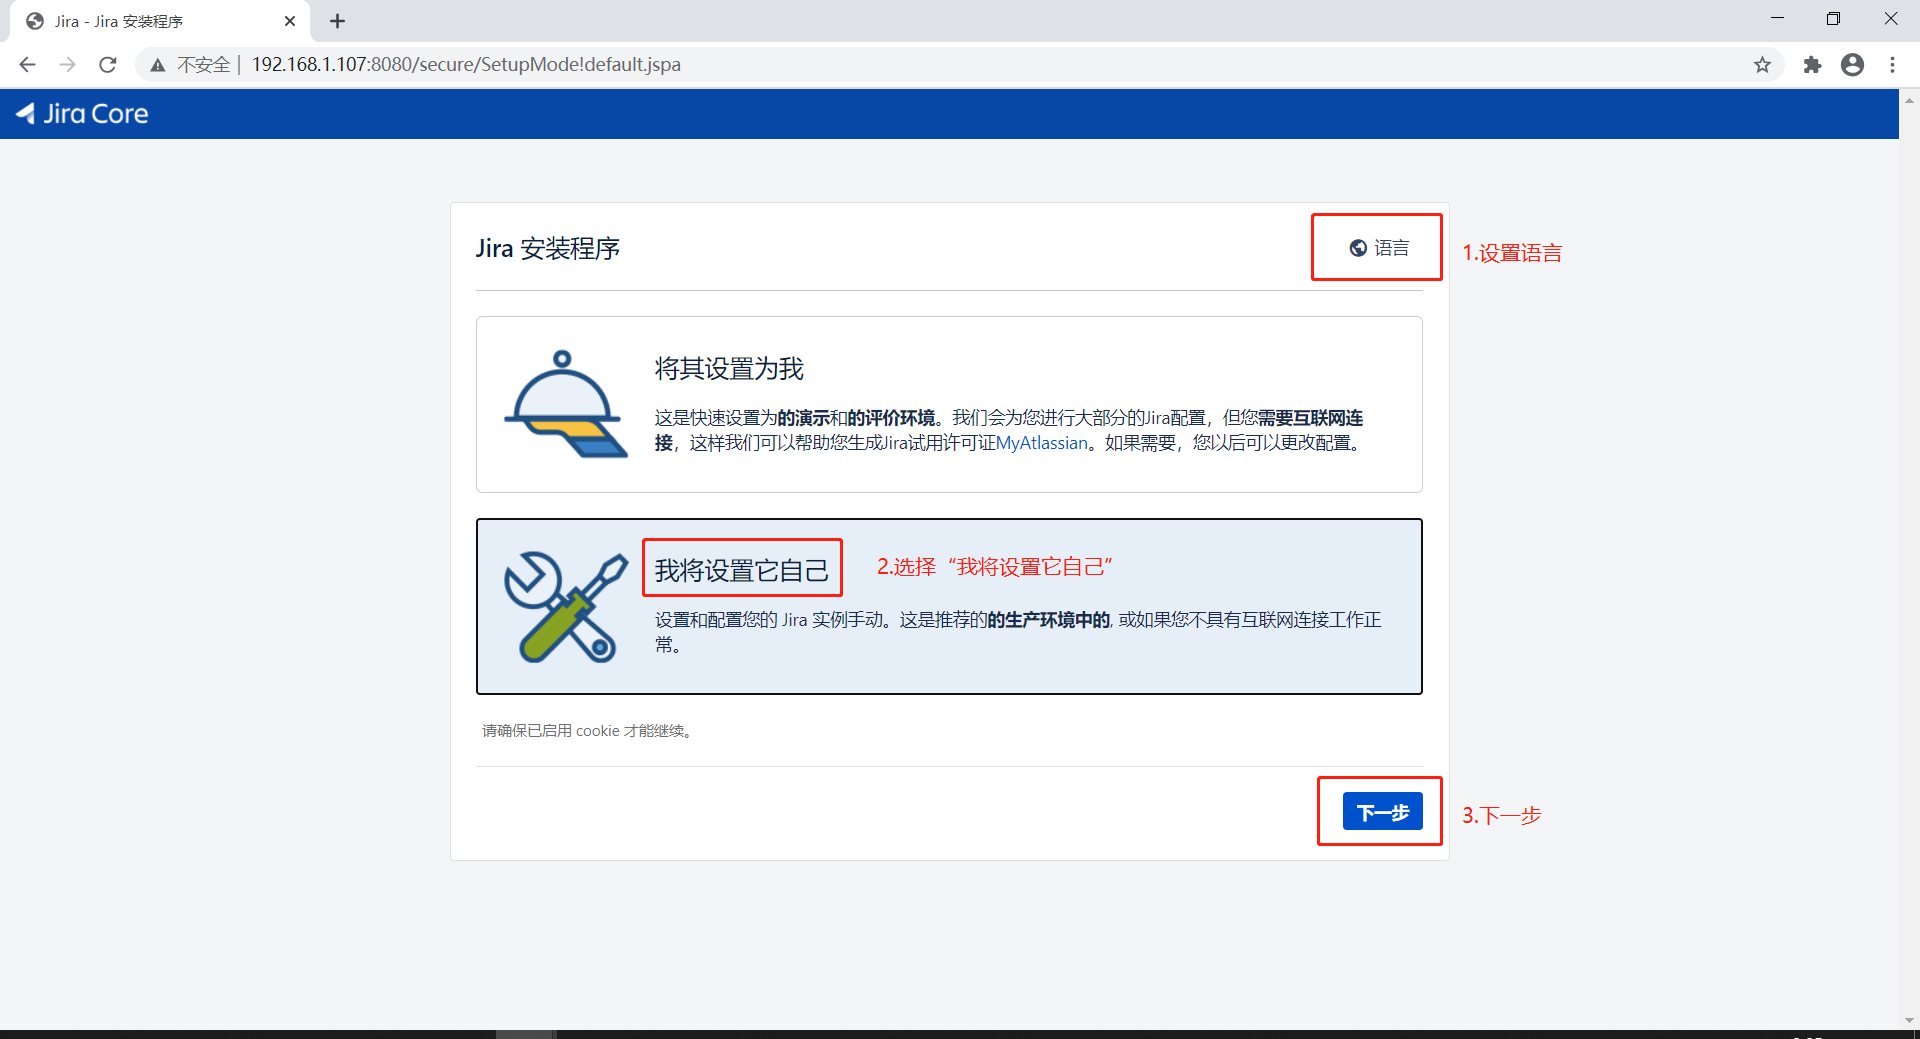 Jira - Jira 安装程序
不安全 | 192.168.1.107:8080/secure/SetupMode!default.jspa
Jira Core
Jira 安装程序
语言
1.设置语言
将其设置为我
这是快速设置为的演示和的评价环境。我们会为您进行大部分的Jira配置，但您需要互联网连
接，这样我们可以帮助您生成Jira试用许可证MyAtlassian。如果需要，您以后可以更改配置。
我将设置它自己
2.选择“我将设置它自己”
设置和配置您的 Jira 实例手动。这是推荐的的生产环境中的, 或如果您不具有互联网连接工作正
常。
请确保已启用 cookie 才能继续。
下一步
3.下一步